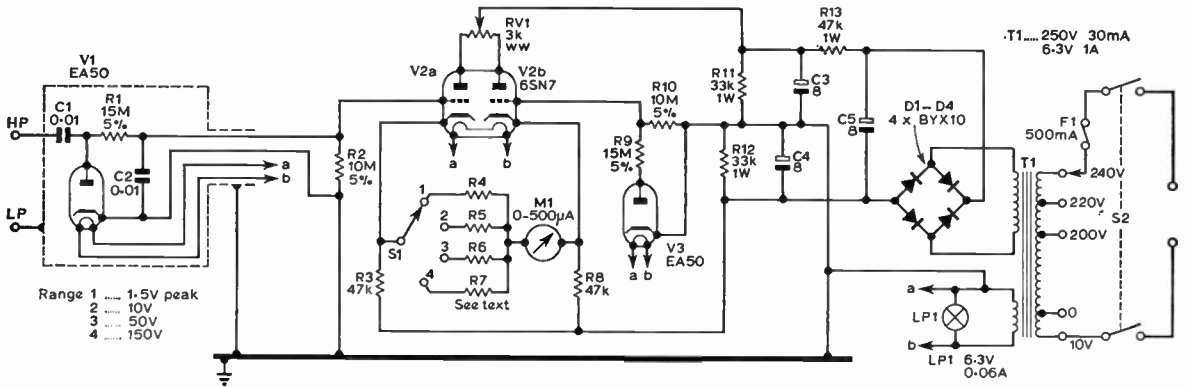 V1
EA50
HP
C1
0·01
R1
15M
5%
C2
0·01
a
b
LP
Range 1 ..... 1·5V peak
2 ..... 10V
3 ..... 50V
4 ..... 150V
R2
10M
5%
RV1
3k
ww
V2a
V2b
6SN7
a
b
1
R4
2
R5
3
R6
4
R7
See text
S1
M1
0-500μA
R3
47k
R8
47k
R10
10M
5%
R9
15M
5%
V3
EA50
a
b
R11
33k
1W
R12
33k
1W
R13
47k
1W
C3
8
C4
8
C5
8
D1-D4
4 x BYX10
T1..... 250V 30mA
6·3V 1A
F1
500mA
T1
240V
220V
200V
0
10V
S2
a
LP1
b
LP1 6·3V
0·06A